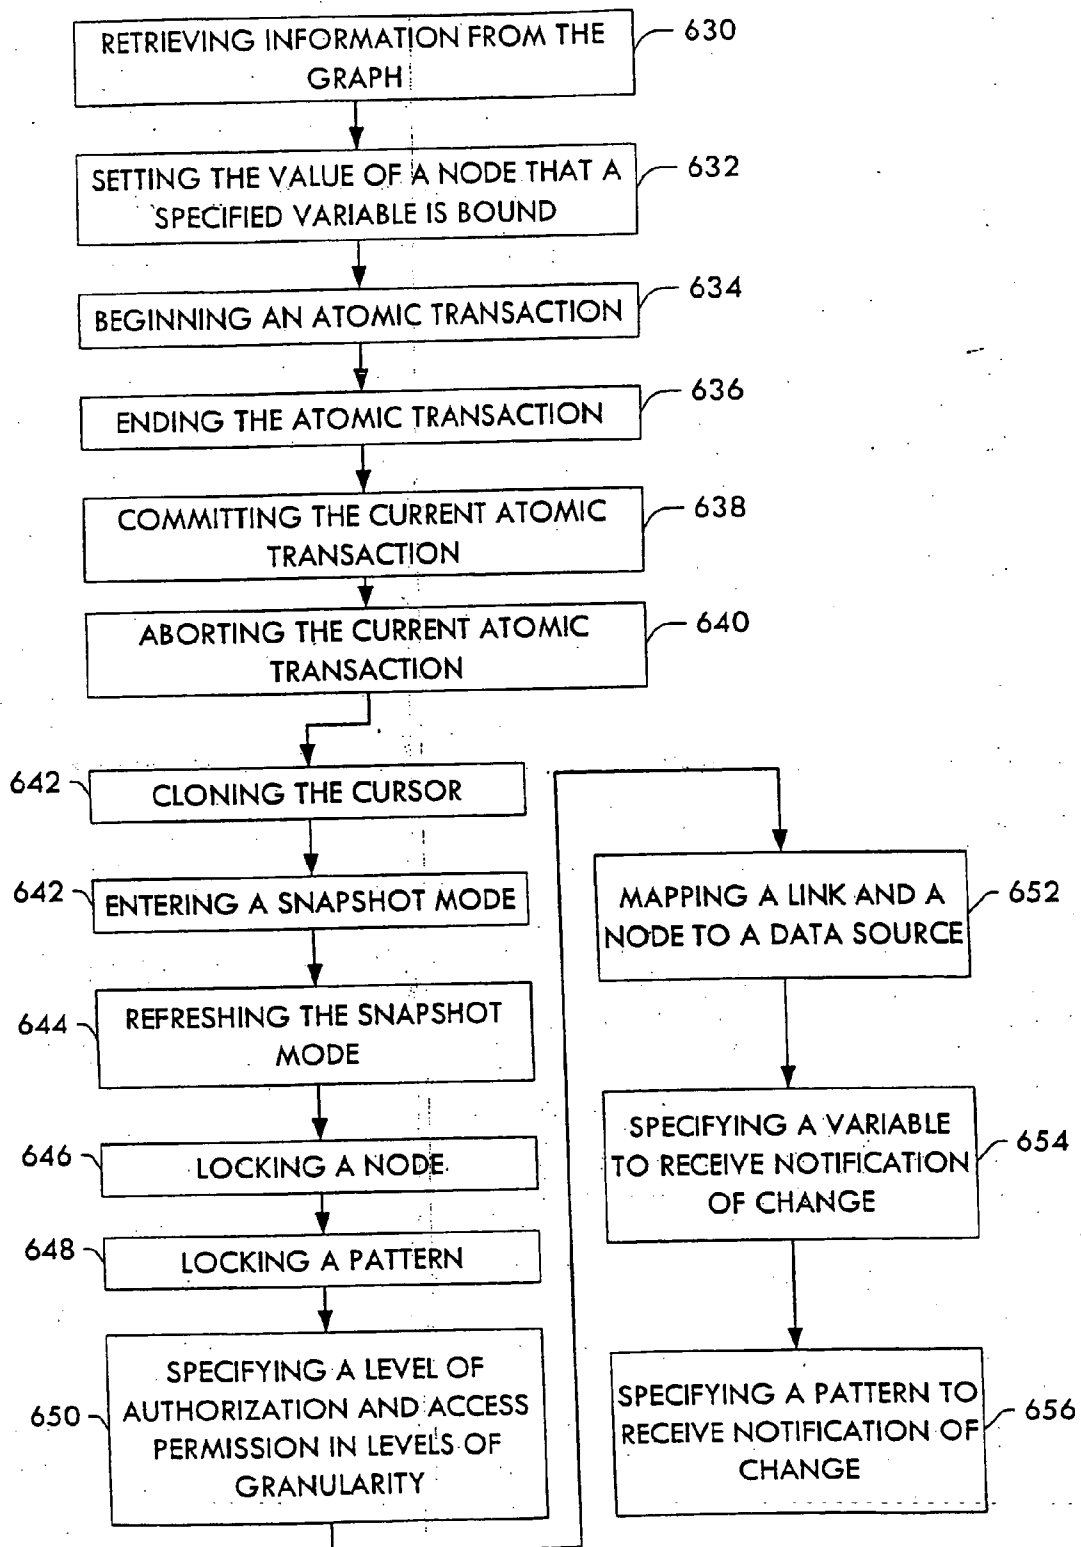 RETRIEVING INFORMATION FROM THE
GRAPH
630
SETTING THE VALUE OF A NODE THAT A
SPECIFIED VARIABLE IS BOUND
632
BEGINNING AN ATOMIC TRANSACTION
634
ENDING THE ATOMIC TRANSACTION
636
COMMITTING THE CURRENT ATOMIC
TRANSACTION
638
ABORTING THE CURRENT ATOMIC
TRANSACTION
640
642
CLONING THE CURSOR
642
ENTERING A SNAPSHOT MODE
644
REFRESHING THE SNAPSHOT
MODE
646
LOCKING A NODE
648
LOCKING A PATTERN
650
SPECIFYING A LEVEL OF
AUTHORIZATION AND ACCESS
PERMISSION IN LEVELS OF
GRANULARITY
MAPPING A LINK AND A
NODE TO A DATA SOURCE
652
SPECIFYING A VARIABLE
TO RECEIVE NOTIFICATION
OF CHANGE
654
SPECIFYING A PATTERN TO
RECEIVE NOTIFICATION OF
CHANGE
656